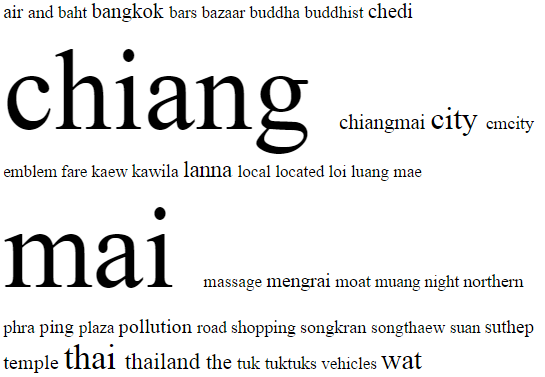 air and baht bangkok bars bazaar buddha buddhist chedi
chiang chiangmai city cmcity
emblem fare kaew kawila lanna local located loi luang mae
mai massage mengrai moat muang night northern
phra ping plaza pollution road shopping songkran songthaew suan suthep
temple thai thailand the tuk tuktuks vehicles wat